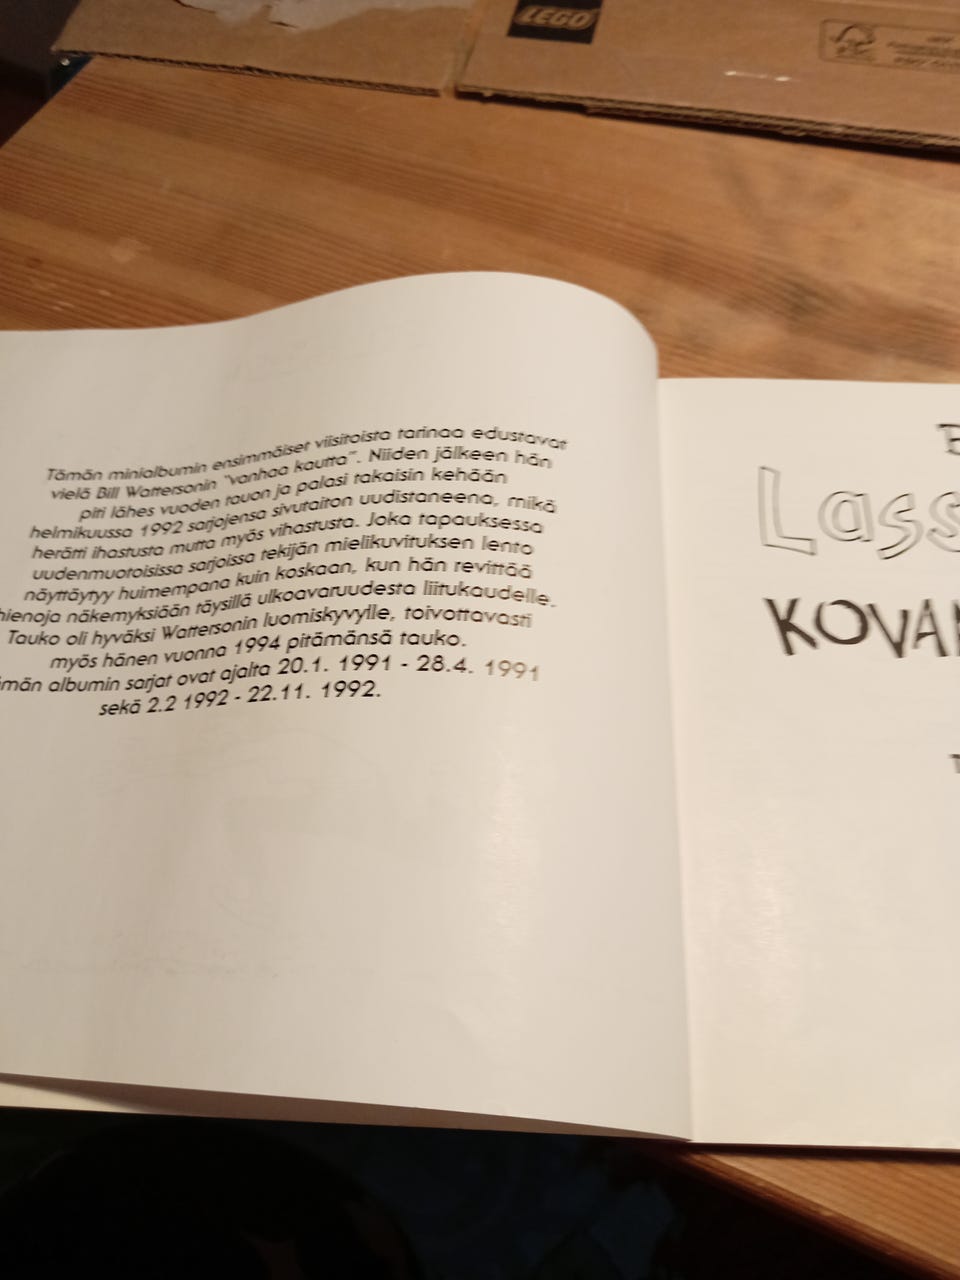 LEGO
Tämän minialbumin ensimmäiset viisitoista tarinaa edustavat
vielä Bill Wattersonin "vanhaa kautta". Niiden jälkeen hän
piti lähes vuoden tauon ja palasi takaisin kehään
helmikuussa 1992 sarjojensa sivutaiton uudistaneena, mikä
herätti ihastusta mutta myös vihastusta. Joka tapauksessa
uudenmuotoisissa sarjoissa tekijän mielikuvituksen lento
näyttäytyy huimempana kuin koskaan, kun hän revittää
hienoja näkemyksiään täysillä ulkoavaruudesta liitukaudelle.
Tauko oli hyväksi Wattersonin luomiskyvylle, toivottavasti
myös hänen vuonna 1994 pitämänsä tauko.
ämän albumin sarjat ovat ajalta 20.1. 1991 - 28.4. 1991
sekä 2.2 1992 - 22.11. 1992.
Lass
KOVAN